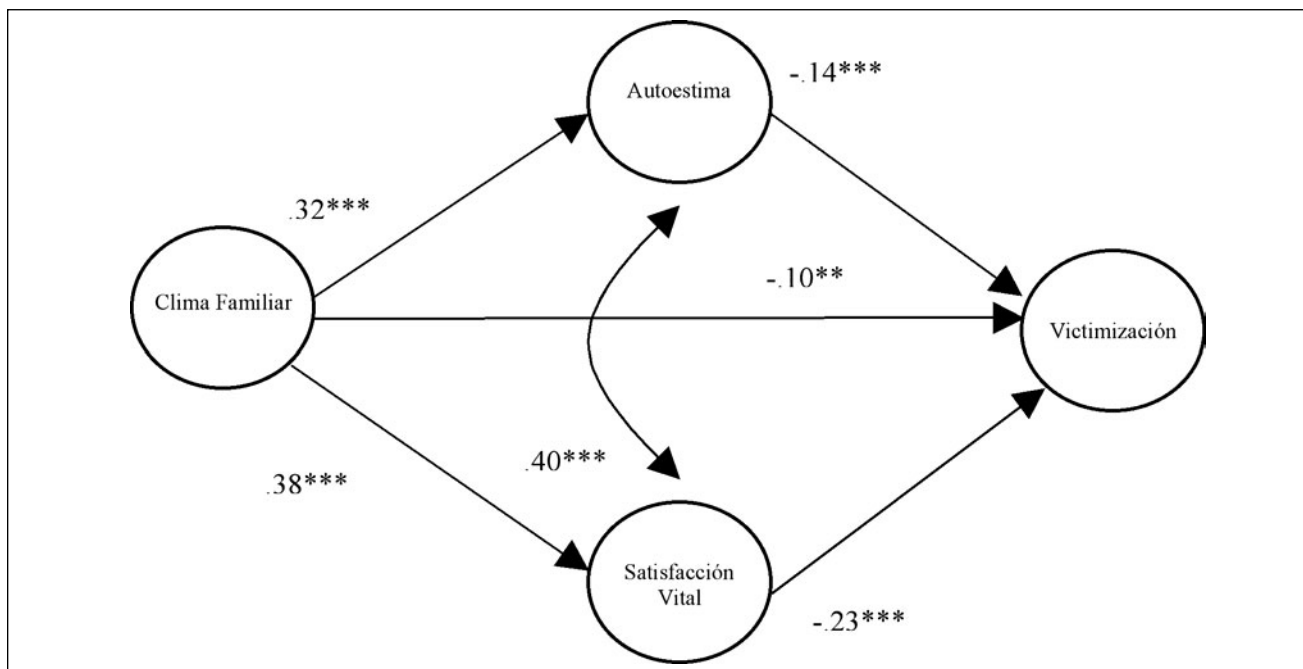 Autoestima
-.14***
.32***
Clima Familiar
-.10**
Victimización
.38***
.40***
Satisfacción
Vital
-.23***